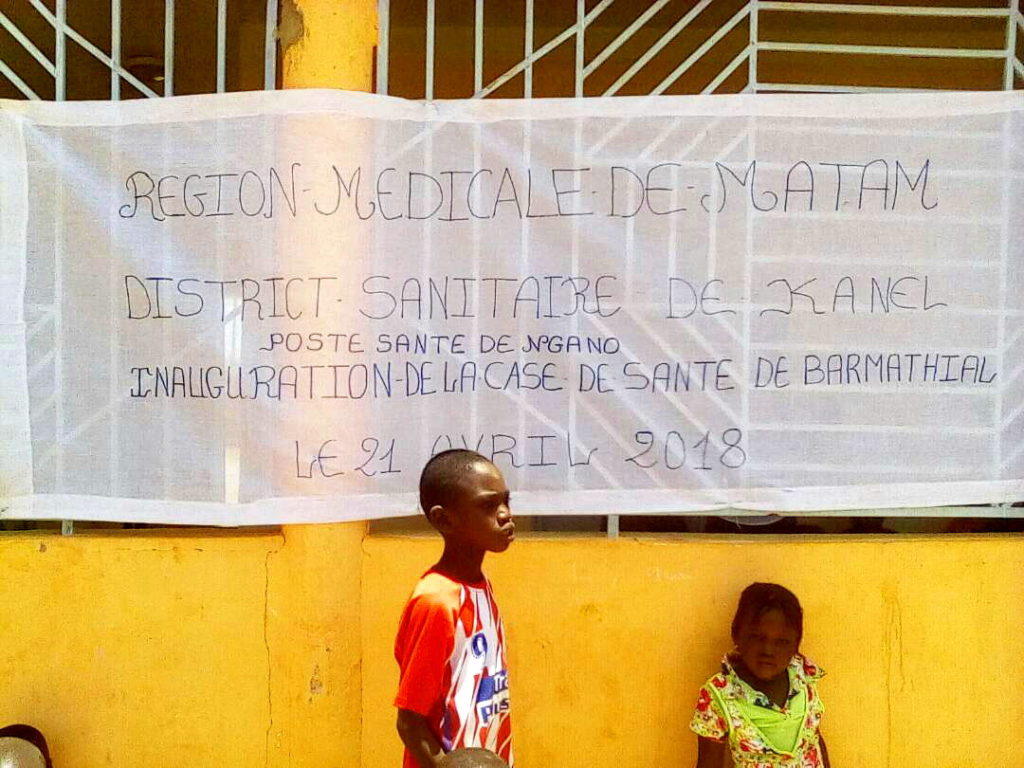 REGION-MEDICALE-DE-MATAM
DISTRICT-SANITAIRE-DE-KANEL
POSTE SANTE DE NGANO
INAUGURATION-DE-LA-CASE-DE SANTE DE BARMATHIAL
LE 21 AVRIL 2018
9